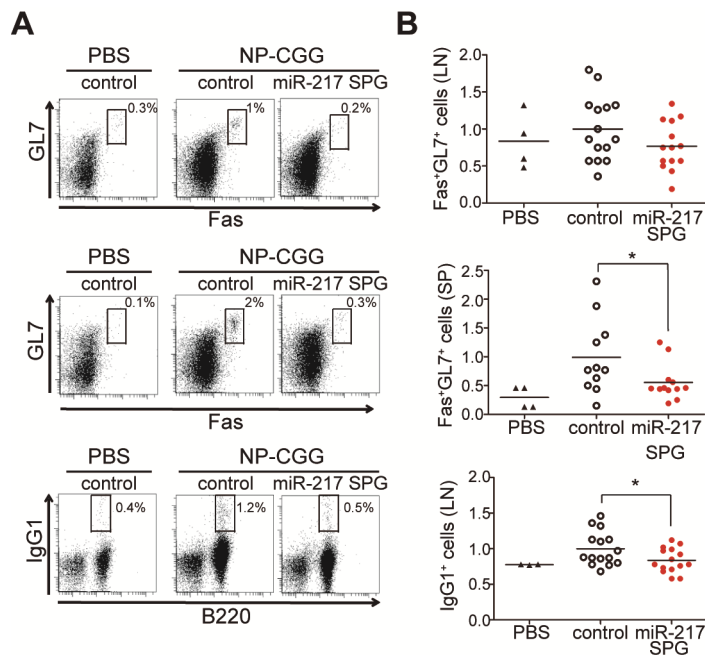 A
PBS NP-CGG
control control miR-217 SPG
0.3% 1% 0.2%
GL7
Fas
PBS NP-CGG
control control miR-217 SPG
0.1% 2% 0.3%
GL7
Fas
PBS NP-CGG
control control miR-217 SPG
0.4% 1.2% 0.5%
IgG1
B220
B
Fas+GL7+ cells (LN)
2.0
1.5
1.0
0.5
0.0
PBS control miR-217
SPG
Fas+GL7+ cells (SP)
2.5
2.0
1.5
1.0
0.5
0.0
*
PBS control miR-217
SPG
IgG1+ cells (LN)
2.0
1.5
1.0
0.5
0.0
*
PBS control miR-217
SPG